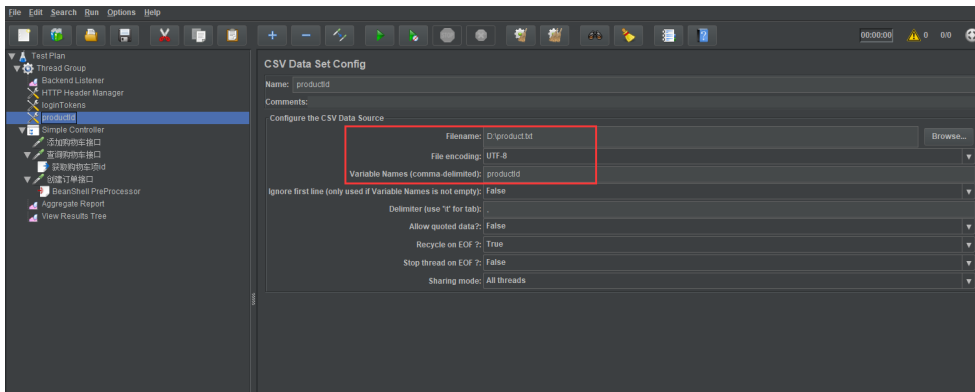 File Edit Search Run Options Help
00:00:00 0 0/0
Test Plan
Thread Group
Backend Listener
HTTP Header Manager
loginTokens
productId
Simple Controller
添加购物车接口
查询购物车接口
获取购物车项id
创建订单接口
BeanShell PreProcessor
Aggregate Report
View Results Tree
CSV Data Set Config
Name: productId
Comments:
Configure the CSV Data Source
Filename: D:\product.txt Browse...
File encoding: UTF-8
Variable Names (comma-delimited): productId
Ignore first line (only used if Variable Names is not empty): False
Delimiter (use '\t' for tab): ,
Allow quoted data?: False
Recycle on EOF ?: True
Stop thread on EOF ?: False
Sharing mode: All threads